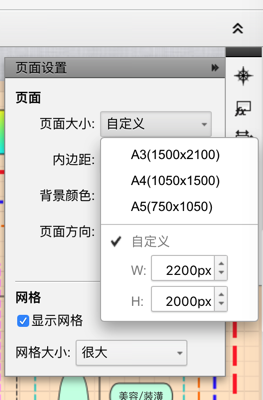 页面设置
页面
页面大小: 自定义
A3(1500x2100)
内边距:
A4(1050x1500)
背景颜色:
A5(750x1050)
页面方向:
自定义
W: 2200px
网格
H: 2000px
显示网格
网格大小: 很大
美容/装潢
fx